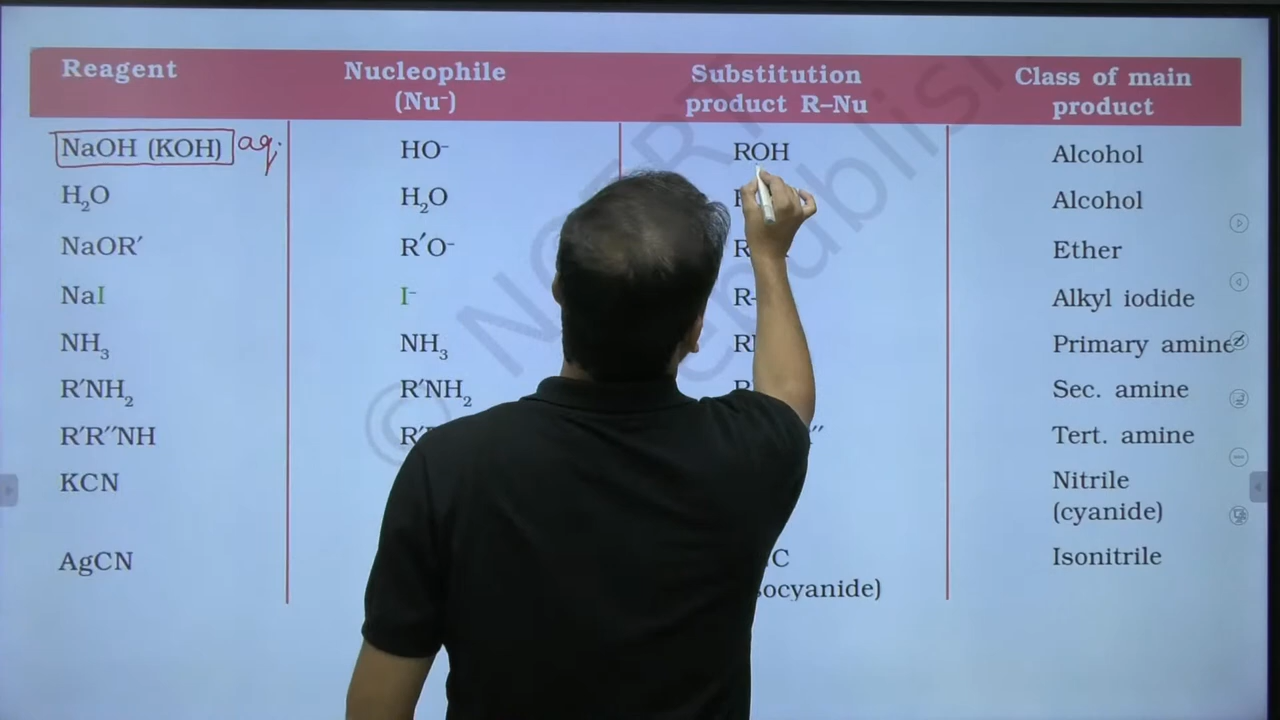 Reagent Nucleophile (Nu⁻) Substitution product R–Nu Class of main product
NaOH (KOH) aq. HO⁻ ROH Alcohol
H₂O H₂O Alcohol
NaOR′ R′O⁻ Ether
NaI I⁻ R– Alkyl iodide
NH₃ NH₃ Primary amine
R′NH₂ R′NH₂ Sec. amine
R′R′′NH Tert. amine
KCN Nitrile (cyanide)
AgCN Isonitrile
© NCERT
republish